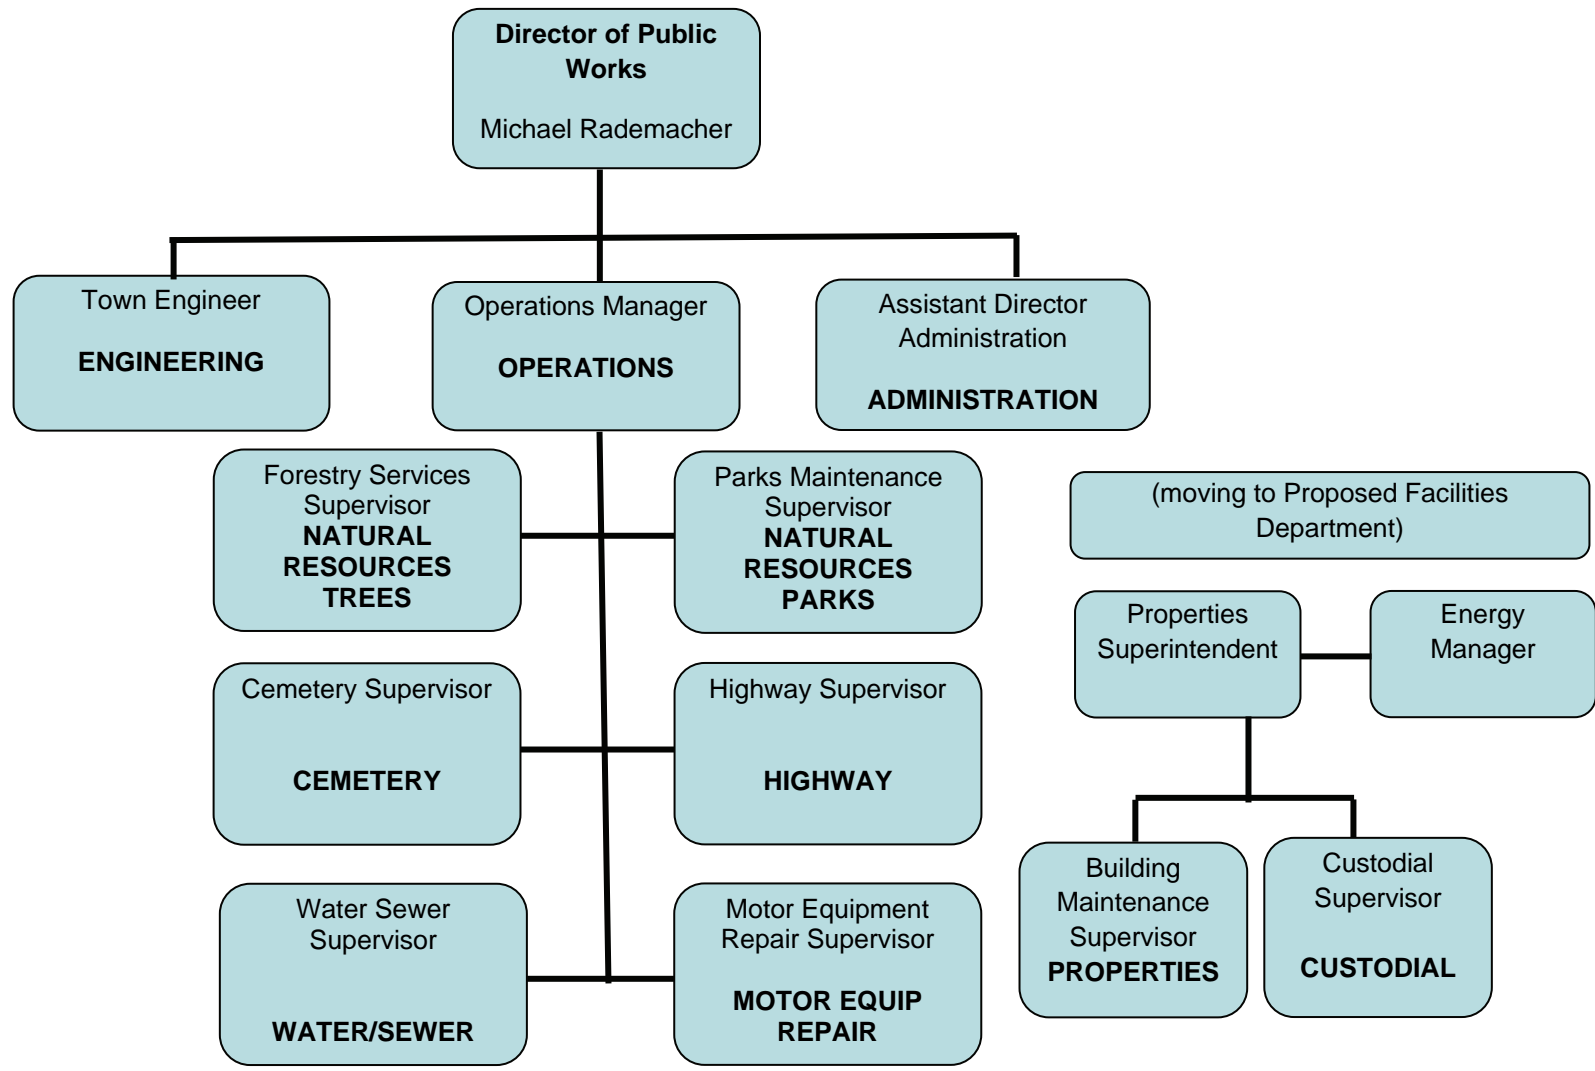 Director of Public
Works
Michael Rademacher
Town Engineer
ENGINEERING
Operations Manager
OPERATIONS
Assistant Director
Administration
ADMINISTRATION
Forestry Services
Supervisor
NATURAL
RESOURCES
TREES
Parks Maintenance
Supervisor
NATURAL
RESOURCES
PARKS
(moving to Proposed Facilities
Department)
Properties
Superintendent
Energy
Manager
Cemetery Supervisor
CEMETERY
Highway Supervisor
HIGHWAY
Building
Maintenance
Supervisor
PROPERTIES
Custodial
Supervisor
CUSTODIAL
Water Sewer
Supervisor
WATER/SEWER
Motor Equipment
Repair Supervisor
MOTOR EQUIP
REPAIR